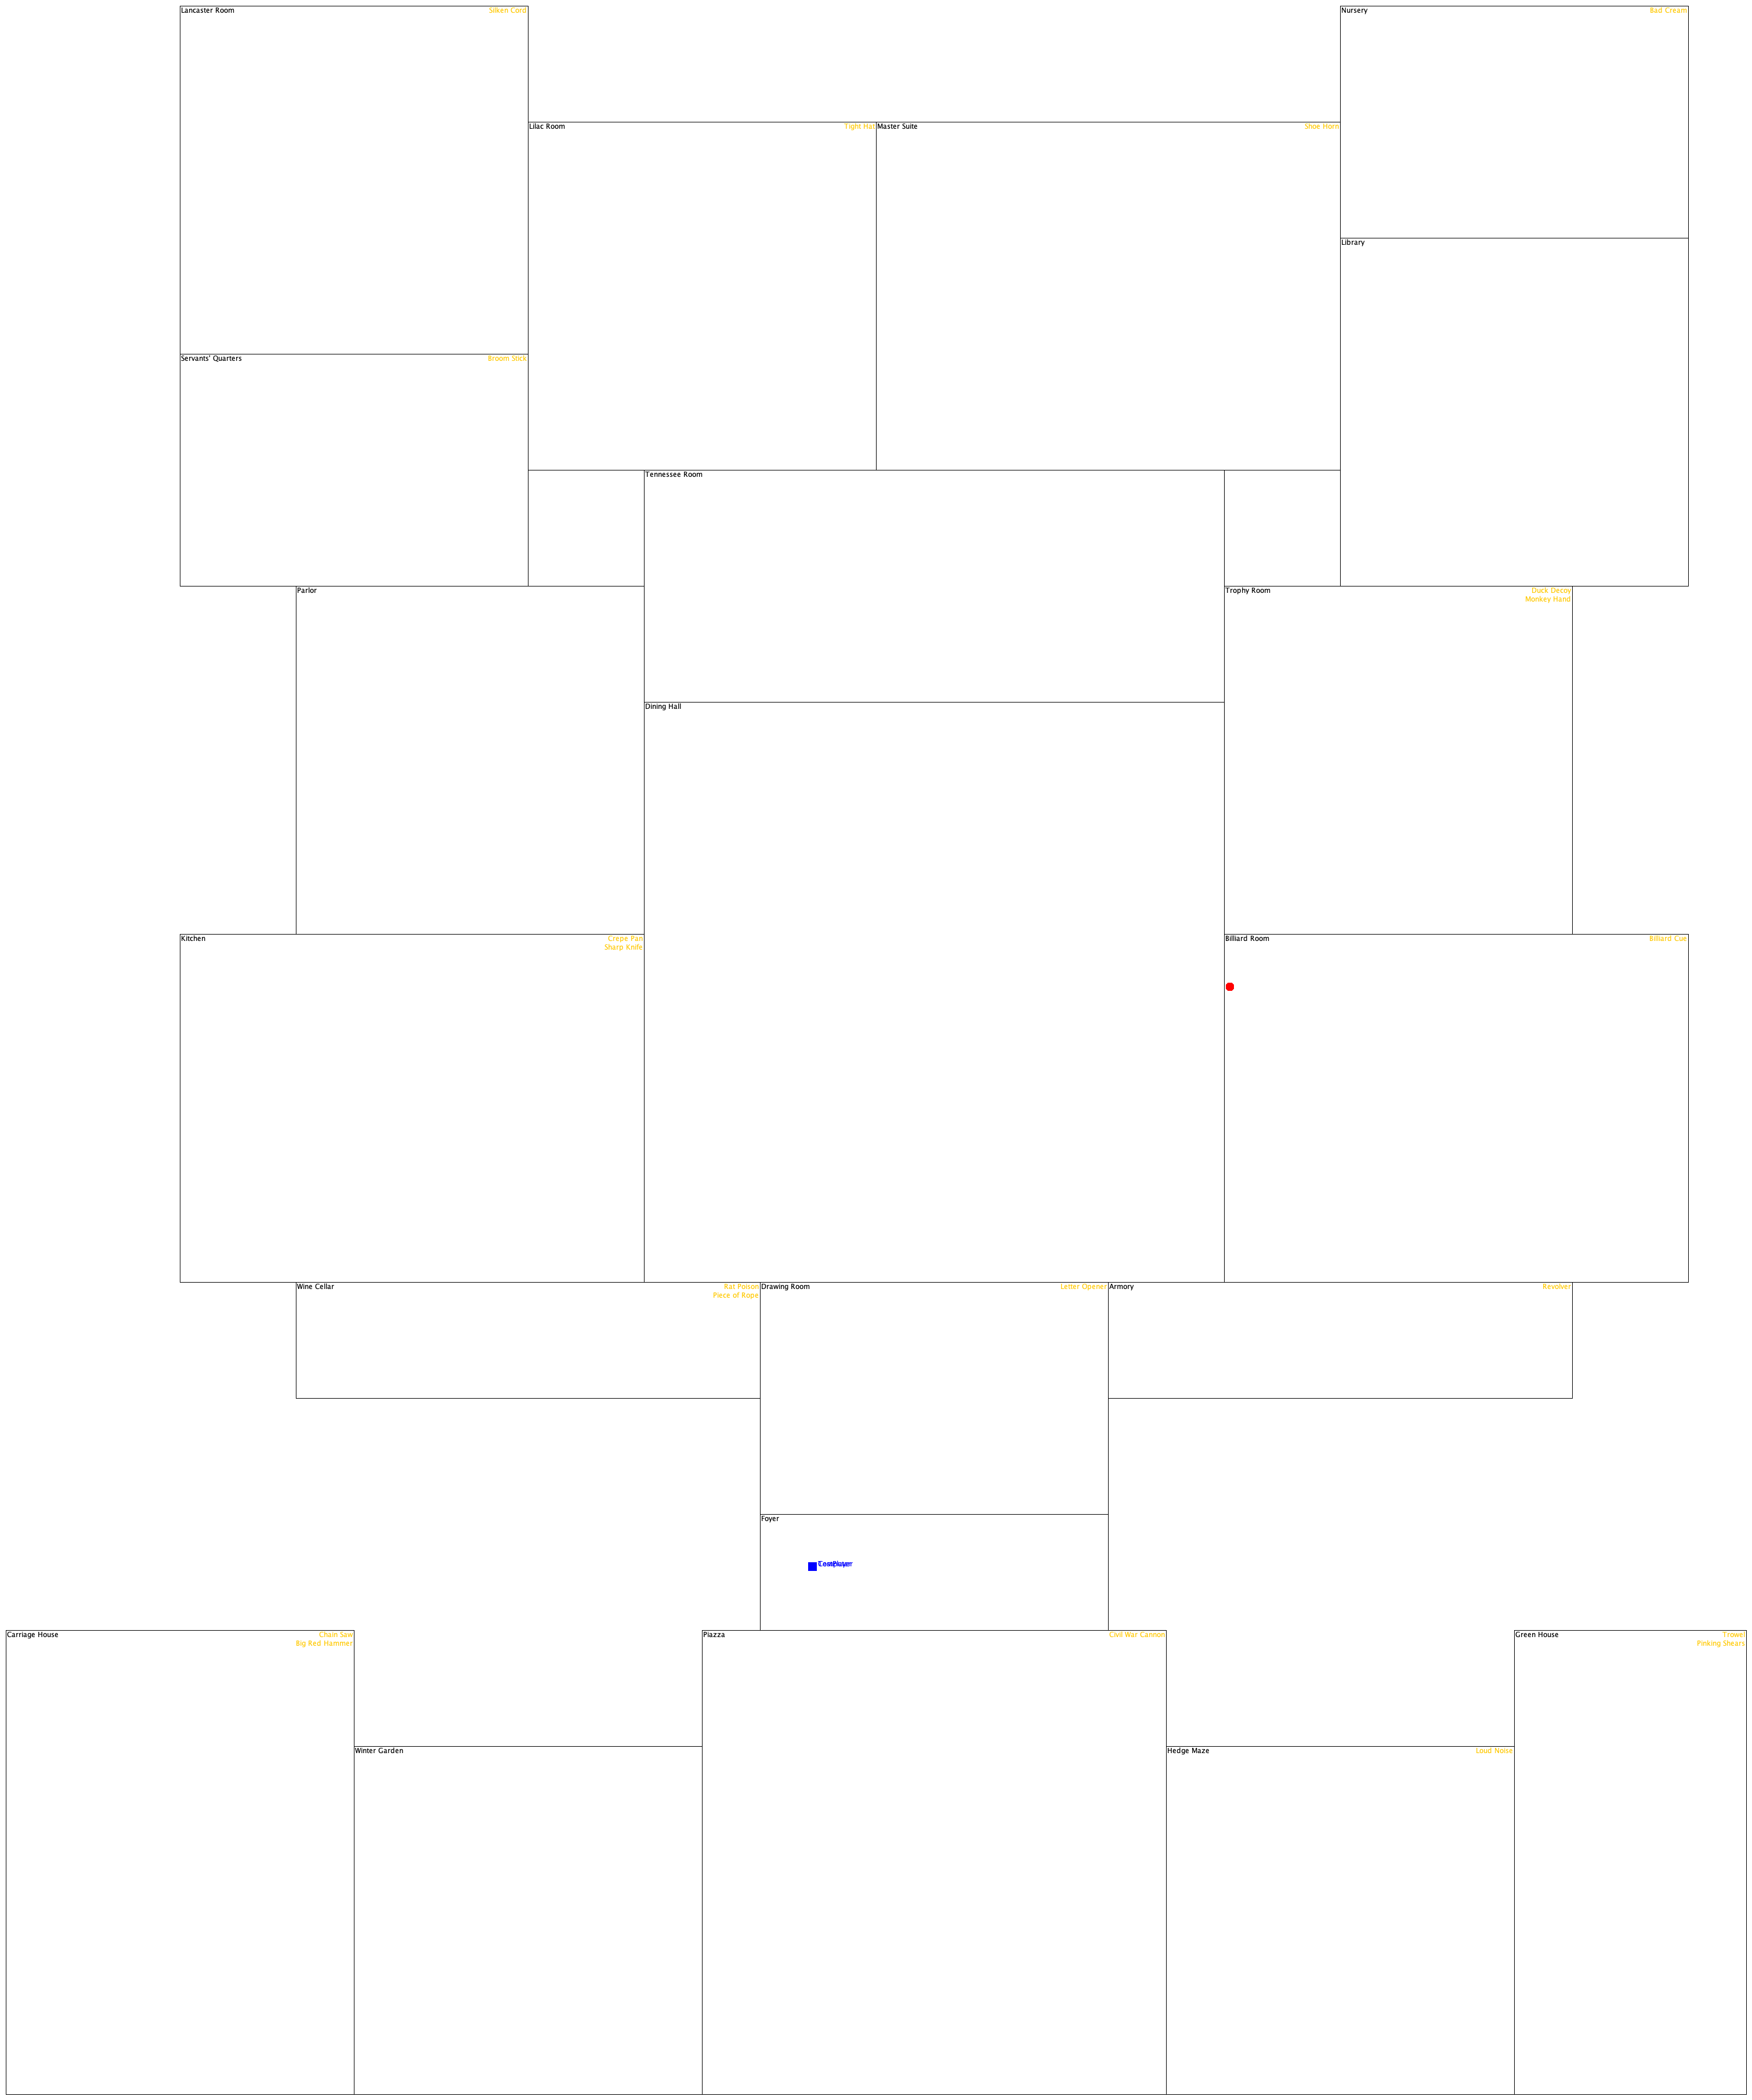 Lancaster Room Silken Cord
Nursery Bad Cream
Lilac Room Tight Hat
Master Suite Shoe Horn
Library
Servants' Quarters Broom Stick
Tennessee Room
Parlor
Trophy Room Duck Decoy
Monkey Hand
Dining Hall
Kitchen Crepe Pan
Sharp Knife
Billiard Room Billiard Cue
Wine Cellar Rat Poison
Piece of Rope
Drawing Room Letter Opener
Armory Revolver
Foyer
Carriage House Chain Saw
Big Red Hammer
Piazza Civil War Cannon
Green House Trowel
Pinking Shears
Winter Garden
Hedge Maze Loud Noise